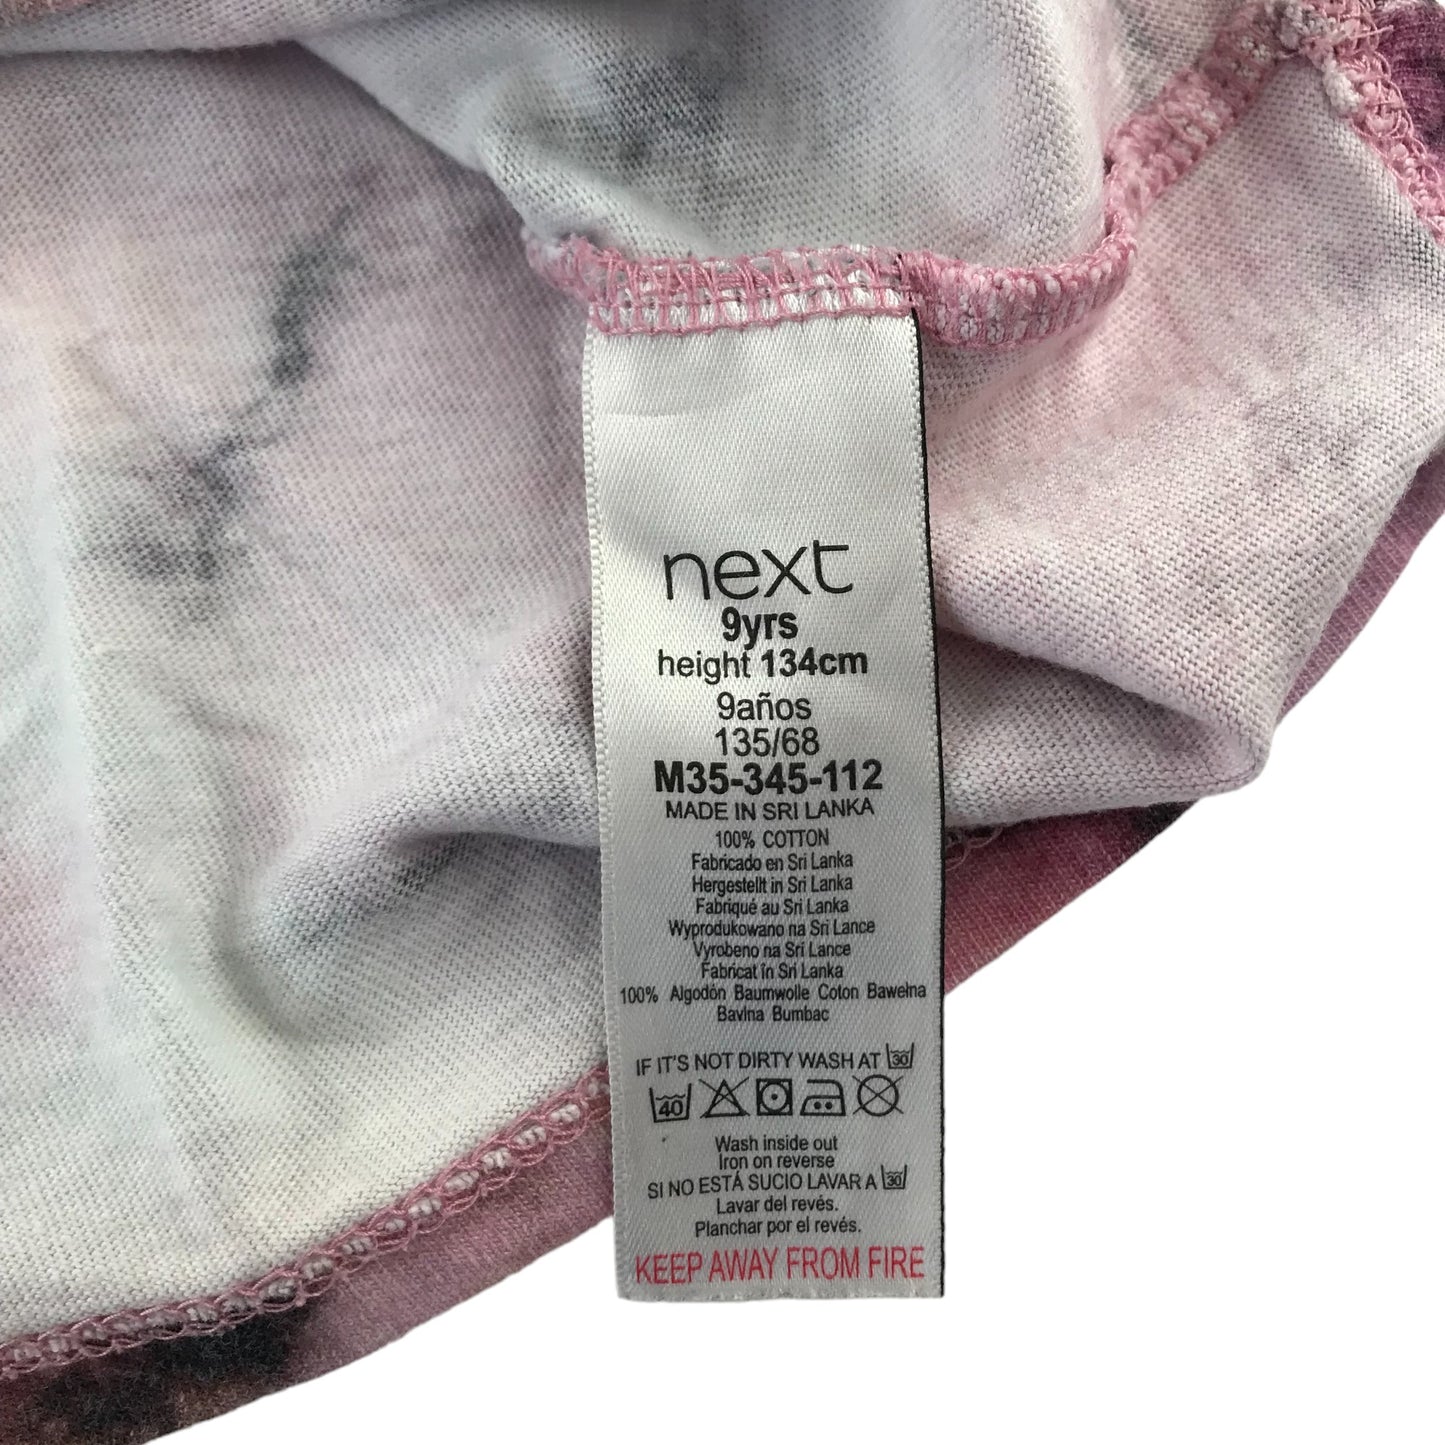 next
9yrs
height 134cm
9años
135/68
M35-345-112
MADE IN SRI LANKA
100% COTTON
Fabricado en Sri Lanka
Hergestellt in Sri Lanka
Fabriqué au Sri Lanka
Wyprodukowano na Sri Lance
Vyrobeno na Srí Lance
Fabricat în Sri Lanka
100% Algodón Baumwolle Coton Bawełna
Bavlna Bumbac
IF IT'S NOT DIRTY WASH AT 30
40
Wash inside out
Iron on reverse
SI NO ESTÁ SUCIO LAVAR A 30
Lavar del revés.
Planchar por el revés.
KEEP AWAY FROM FIRE